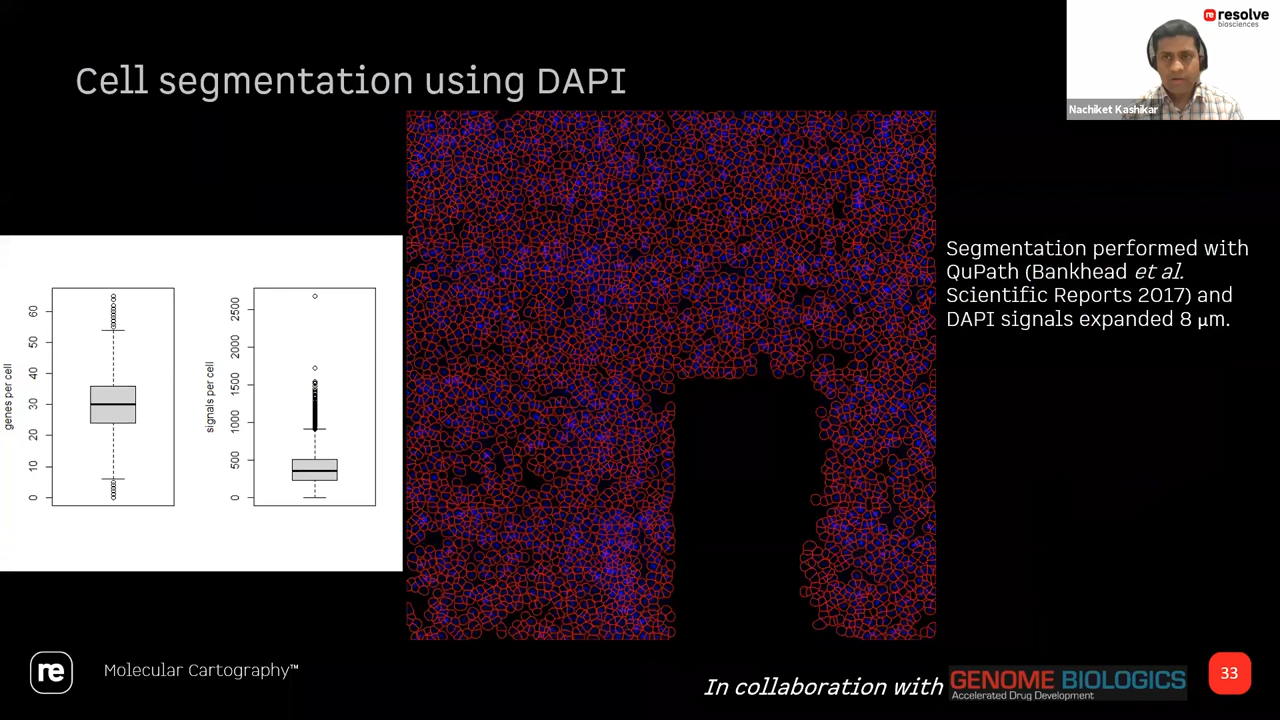 re resolve
biosciences
Nachiket Kashikar
Cell segmentation using DAPI
genes per cell
0 10 20 30 40 50 60
signals per cell
0 500 1000 1500 2000 2500
Segmentation performed with
QuPath (Bankhead et al.
Scientific Reports 2017) and
DAPI signals expanded 8 μm.
re
Molecular Cartography™
In collaboration with
GENOME BIOLOGICS
Accelerated Drug Development
33